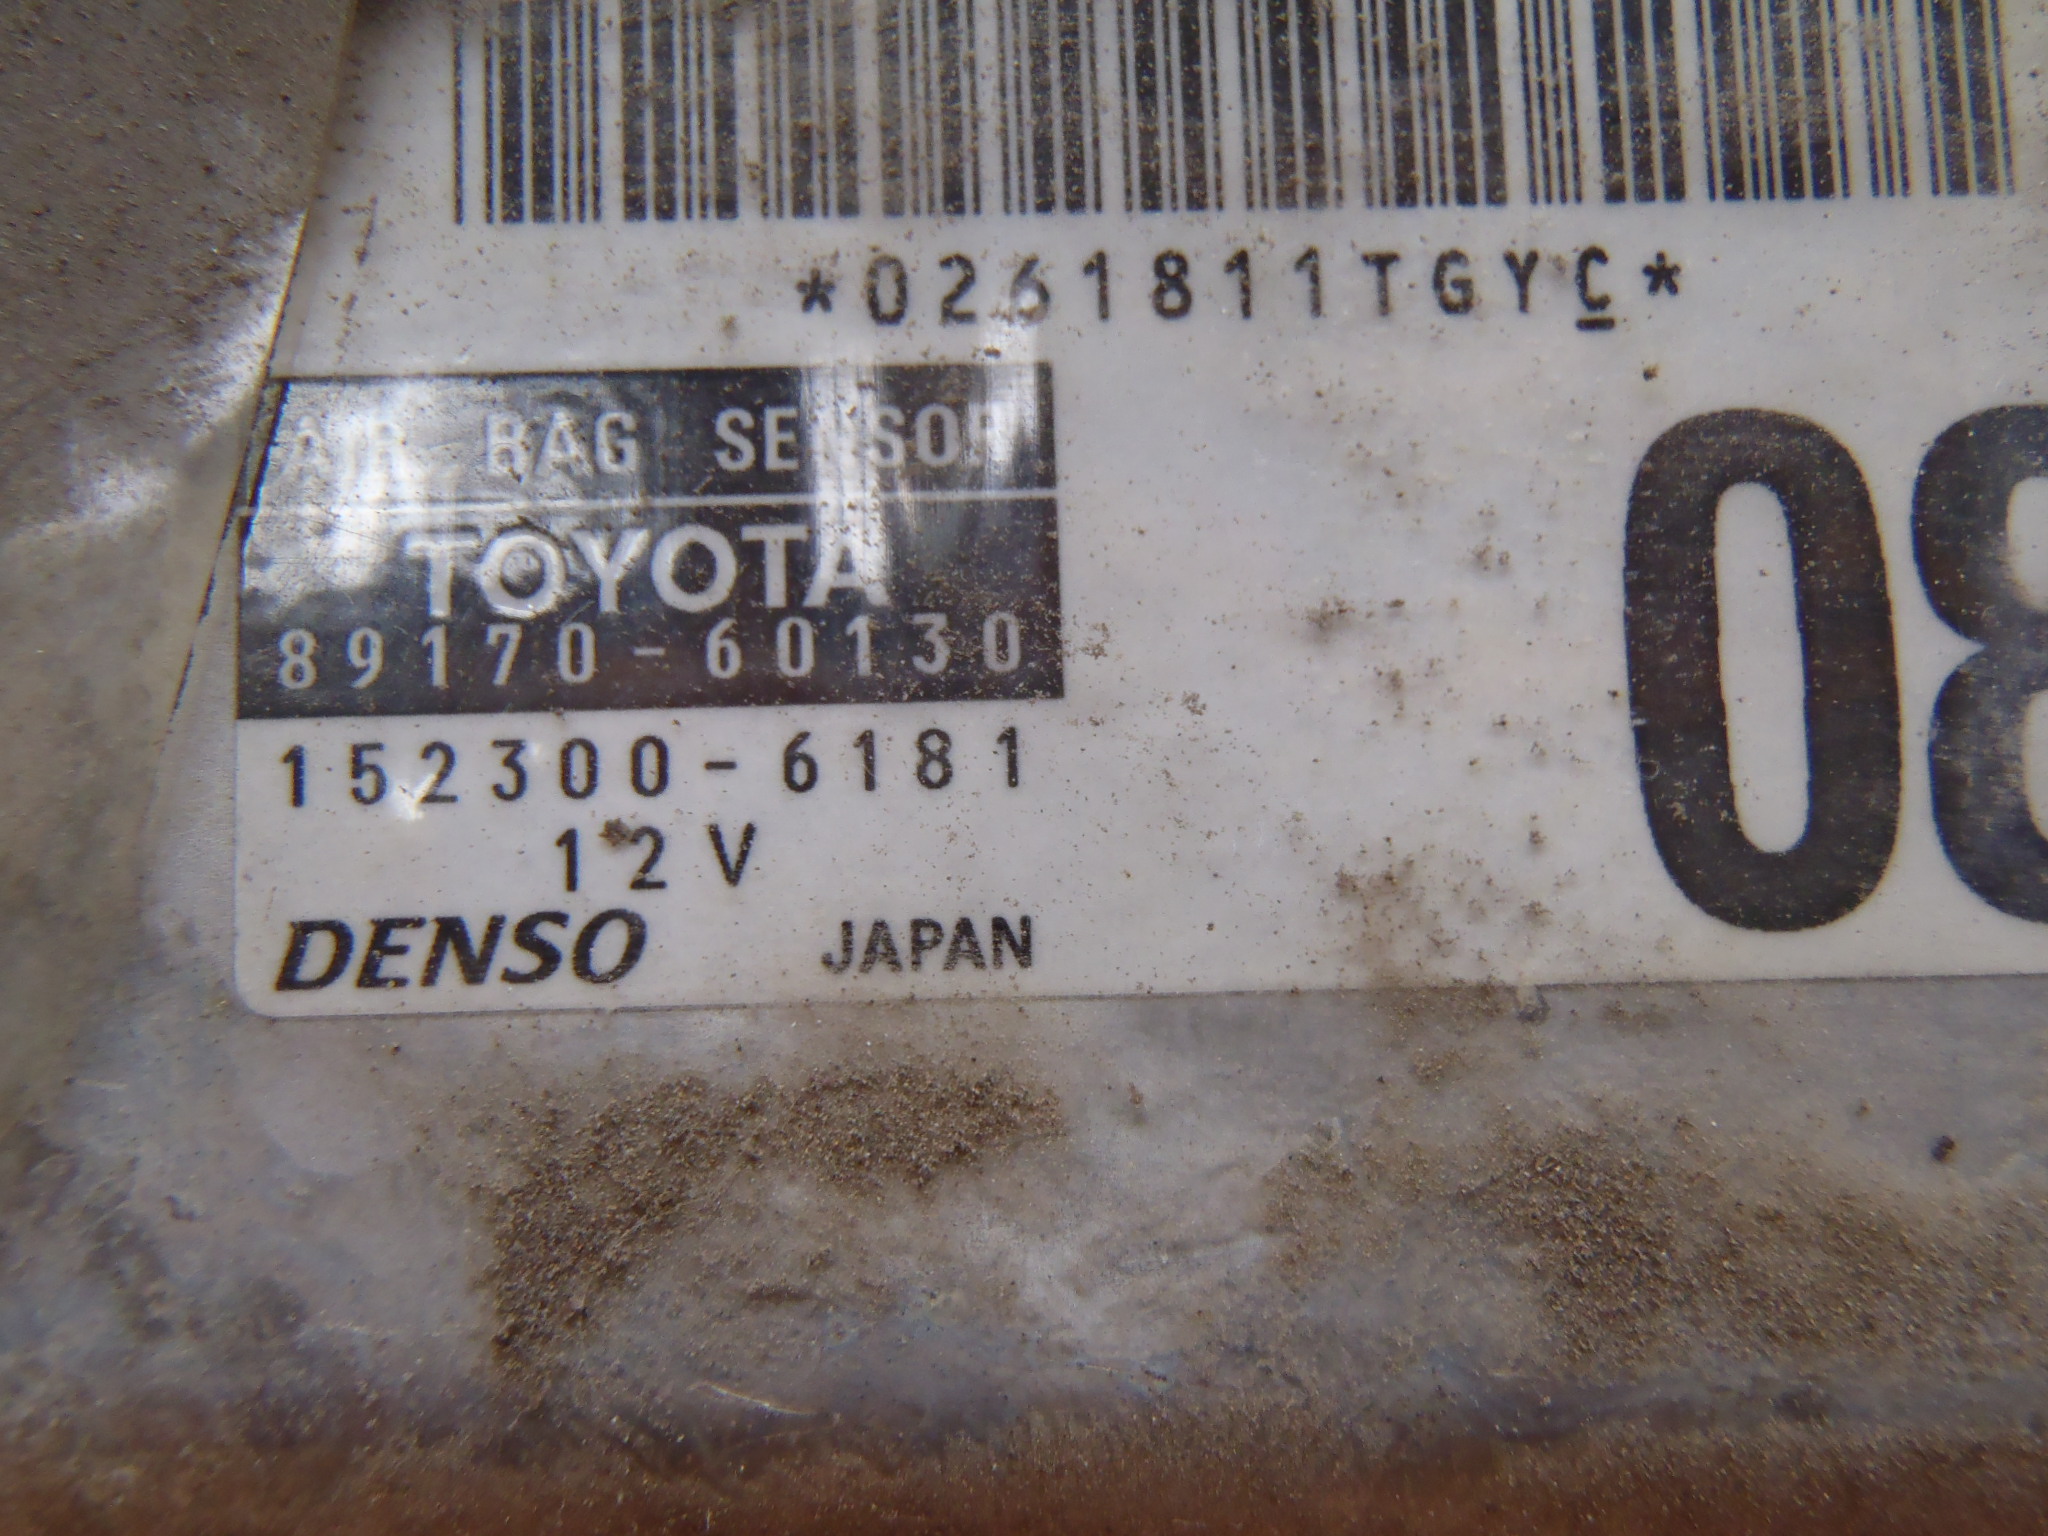 *0261811TGYC*
AIR BAG SENSOR
TOYOTA
89170-60130
152300-6181
12V
DENSO JAPAN
08